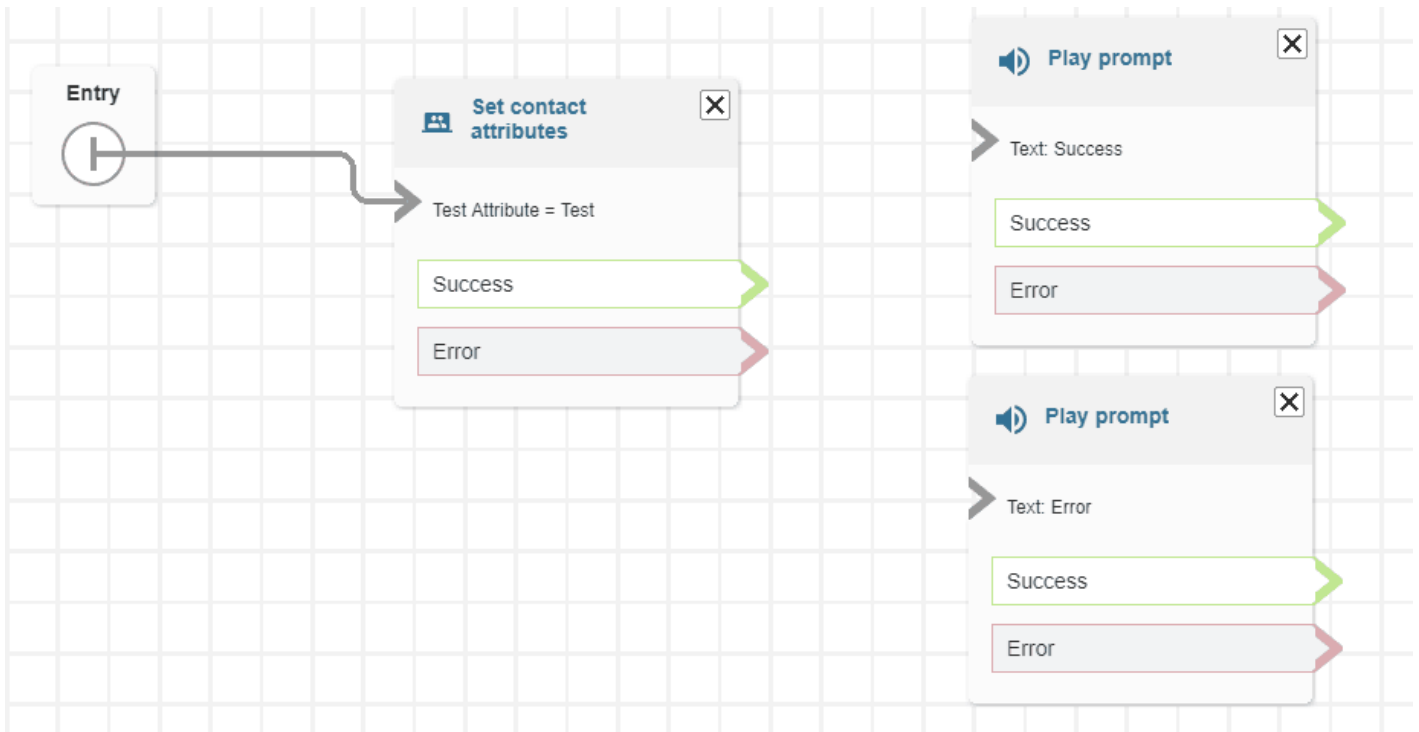 Entry
Set contact
attributes
Test Attribute = Test
Success
Error
Play prompt
Text: Success
Success
Error
Play prompt
Text: Error
Success
Error